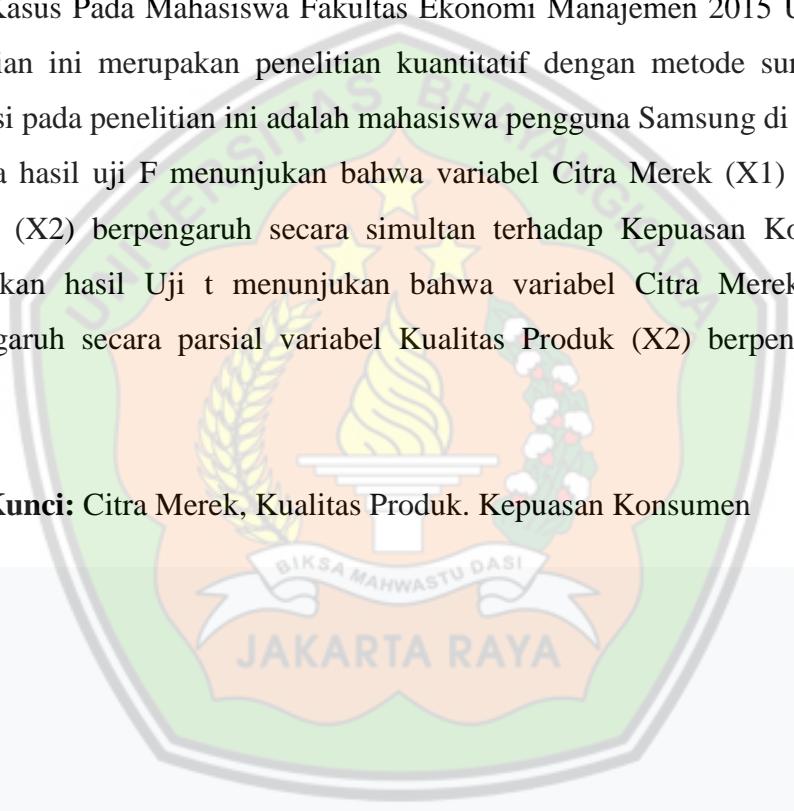 Kasus Pada Mahasiswa Fakultas Ekonomi Manajemen 2015 U
ian ini merupakan penelitian kuantitatif dengan metode sur
si pada penelitian ini adalah mahasiswa pengguna Samsung di
a hasil uji F menunjukan bahwa variabel Citra Merek (X1)
(X2) berpengaruh secara simultan terhadap Kepuasan Ko
kan hasil Uji t menunjukan bahwa variabel Citra Merek
garuh secara parsial variabel Kualitas Produk (X2) berpen
Kunci: Citra Merek, Kualitas Produk. Kepuasan Konsumen
UNIVERSITAS BHAYANGKARA
BIKSA MAHWASTU DASI
JAKARTA RAYA